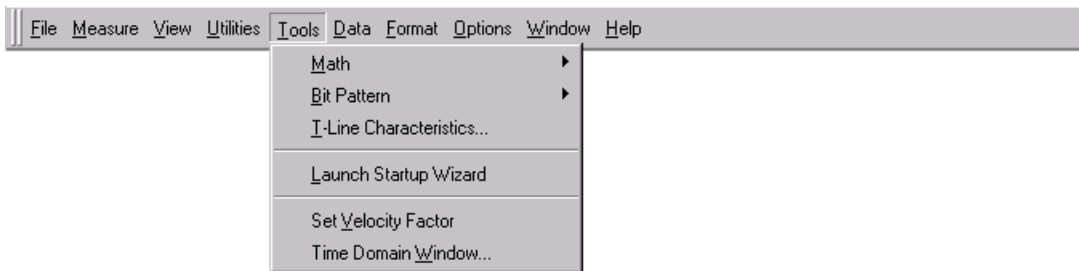 File Measure View Utilities Tools Data Format Options Window Help
Math
Bit Pattern
T-Line Characteristics...
Launch Startup Wizard
Set Velocity Factor
Time Domain Window...